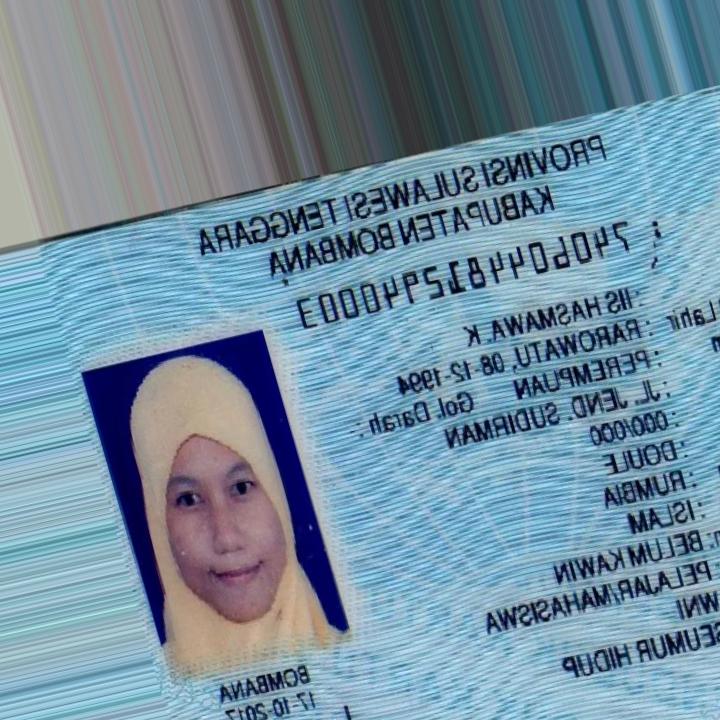 PROVINSI SULAWESI TENGGARA
KABUPATEN BOMBANA
: 7406044812940003
: IIS HASMAWA. K
Lahir : RAROWATU, 08-12-1994
: PEREMPUAN Gol. Darah :
: JL. JEND. SUDIRMAN
: 000/000
: DOULE
: RUMBIA
: ISLAM
: BELUM KAWIN
: PELAJAR/MAHASISWA
WNI
SEUMUR HIDUP
BOMBANA
17-10-2017